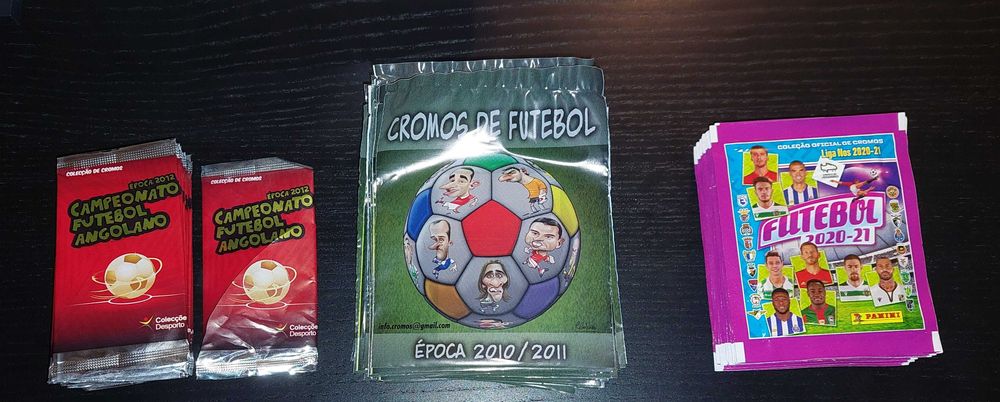 COLECÇÃO DE CROMOS
ÉPOCA 2012
CAMPEONATO
FUTEBOL
ANGOLANO
Colecção
Desporto
COLECÇÃO DE CROMOS
ÉPOCA 2012
CAMPEONATO
FUTEBOL
ANGOLANO
Colecção
Desporto
CROMOS DE FUTEBOL
info.cromos@gmail.com
ÉPOCA 2010/2011
COLEÇÃO OFICIAL DE CROMOS
Liga Nos 2020-21
FUTEBOL
2020-21
PANINI